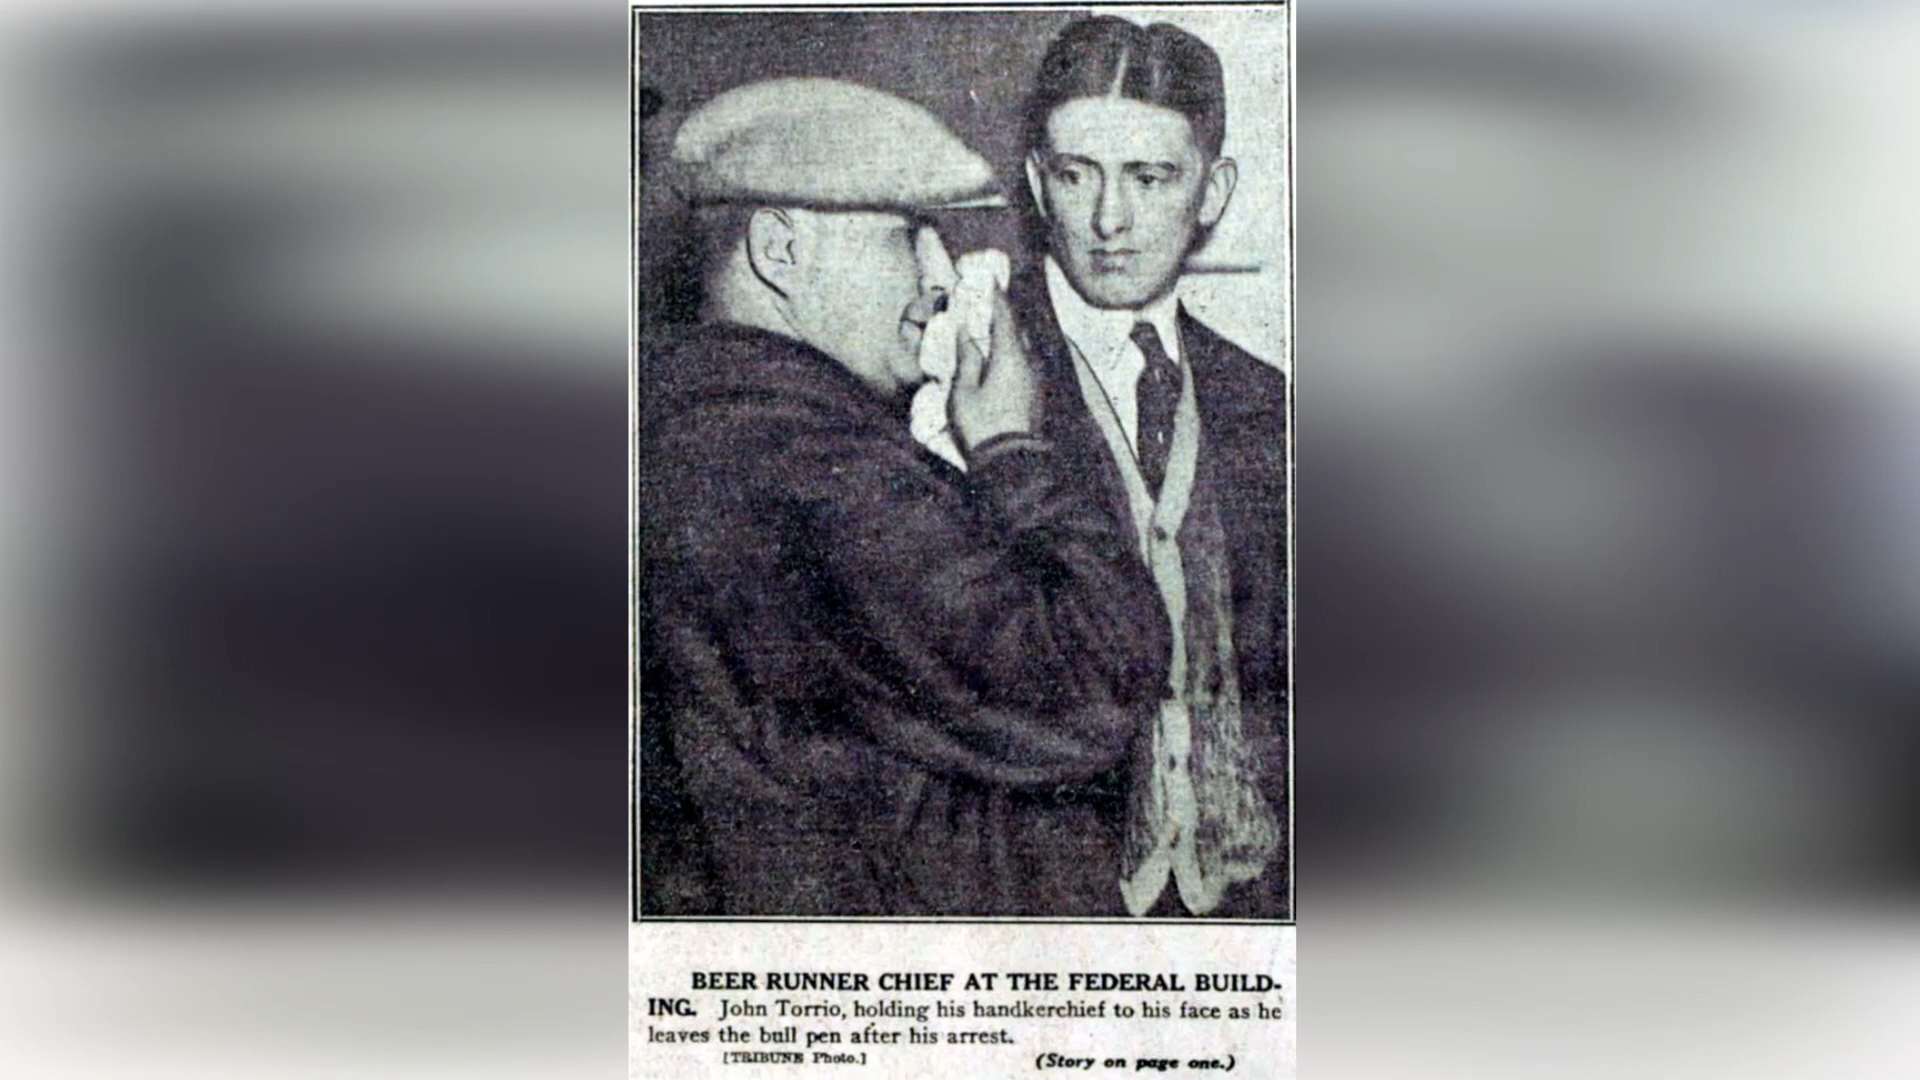 BEER RUNNER CHIEF AT THE FEDERAL BUILD-
ING. John Torrio, holding his handkerchief to his face as he
leaves the bull pen after his arrest.
[TRIBUNE Photo.] (Story on page one.)